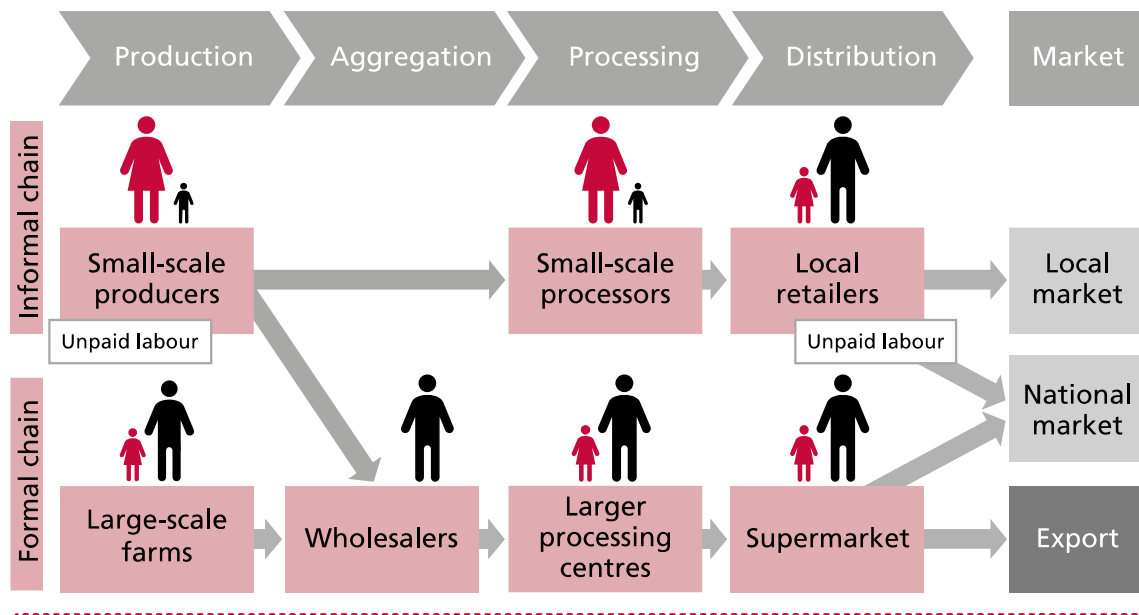 Production
Aggregation
Processing
Distribution
Market
Informal chain
Small-scale
producers
Small-scale
processors
Local
retailers
Local
market
Unpaid labour
Unpaid labour
National
market
Formal chain
Large-scale
farms
Wholesalers
Larger
processing
centres
Supermarket
Export